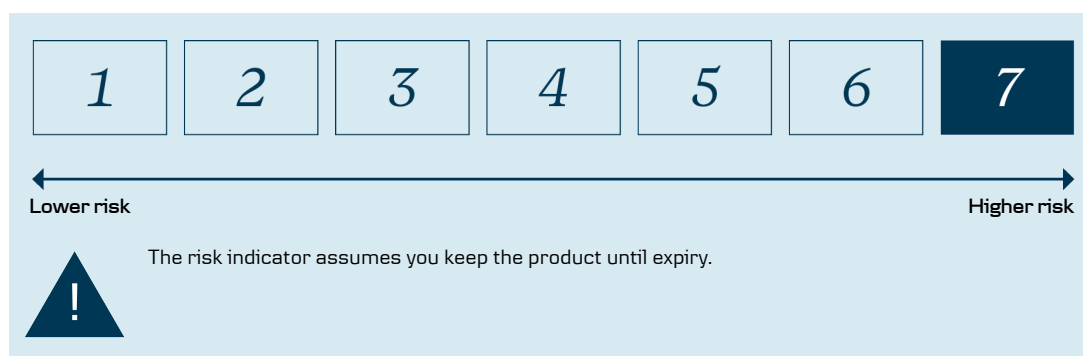 1 2 3 4 5 6 7
Lower risk Higher risk
The risk indicator assumes you keep the product until expiry.
!